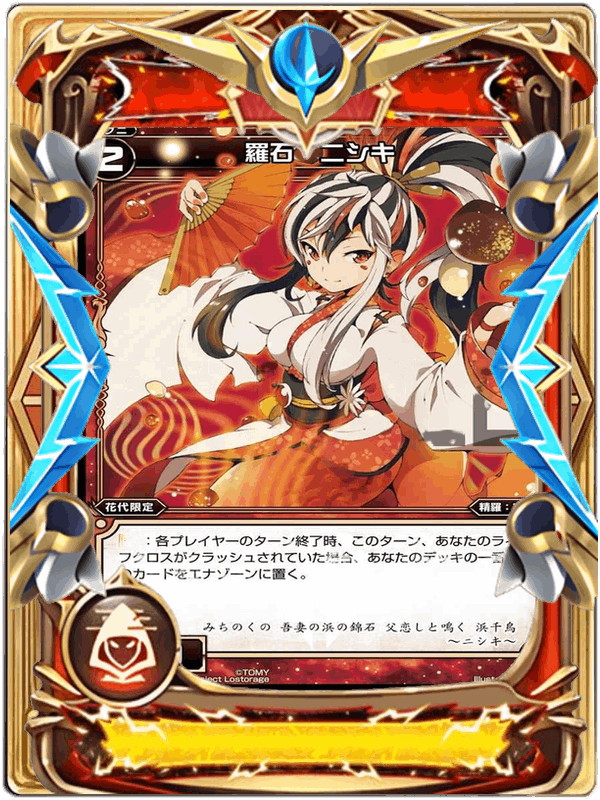 2
羅石 ニシキ
花代限定
精羅：
：各プレイヤーのターン終了時、このターン、あなたのライ
フクロスがクラッシュされていた場合、あなたのデッキの一番
のカードをエナゾーンに置く。
みちのくの 吾妻の浜の錦石 父恋しと鳴く 浜千鳥
～ニシキ～
©TOMY
ject Lostorage
Illust